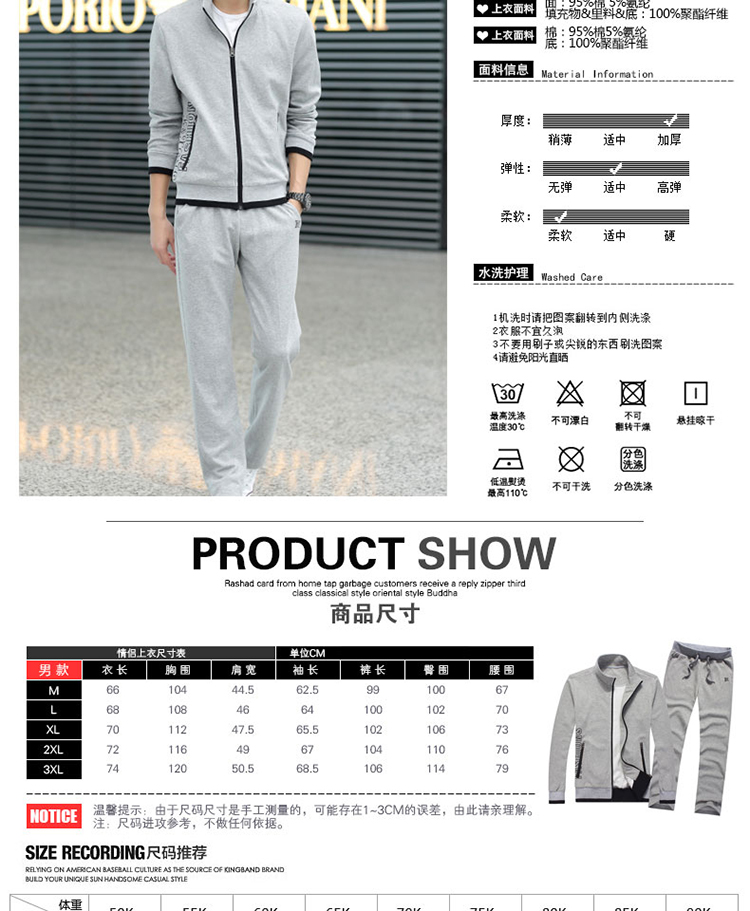 PORIO
MANI
上衣面料
面：95%棉 5%氨纶
填充物&里料&底：100%聚酯纤维
上衣面料
棉：95%棉5%氨纶
底：100%聚酯纤维
面料信息 Material Information
厚度：
稍薄 适中 加厚
弹性：
无弹 适中 高弹
柔软：
柔软 适中 硬
水洗护理 Washed Care
1机洗时请把图案翻转到内侧洗涤
2衣服不宜久泡
3不要用刷子或尖锐的东西刷洗图案
4请避免阳光直晒
30
最高洗涤
温度30℃
不可漂白
不可
翻转干燥
悬挂晾干
低温熨烫
最高110℃
不可干洗
分色
洗涤
分色洗涤
PRODUCT SHOW
Rashad card from home tap garbage customers receive a reply zipper third
class classical style oriental style Buddha
商品尺寸
情侣上衣尺寸表 单位CM
男款 衣长 胸围 肩宽 袖长 裤长 臀围 腰围
M 66 104 44.5 62.5 99 100 67
L 68 108 46 64 100 102 70
XL 70 112 47.5 65.5 102 106 73
2XL 72 116 49 67 104 110 76
3XL 74 120 50.5 68.5 106 114 79
NOTICE
温馨提示：由于尺码尺寸是手工测量的，可能存在1~3CM的误差，由此请亲理解。
注：尺码进攻参考，不做任何依据。
SIZE RECORDING尺码推荐
RELYING ON AMERICAN BASEBALL CULTURE AS THE SOURCE OF KINGBAND BRAND
BUILD YOUR UNIQUE SUN HANDSOME CASUAL STYLE
体重